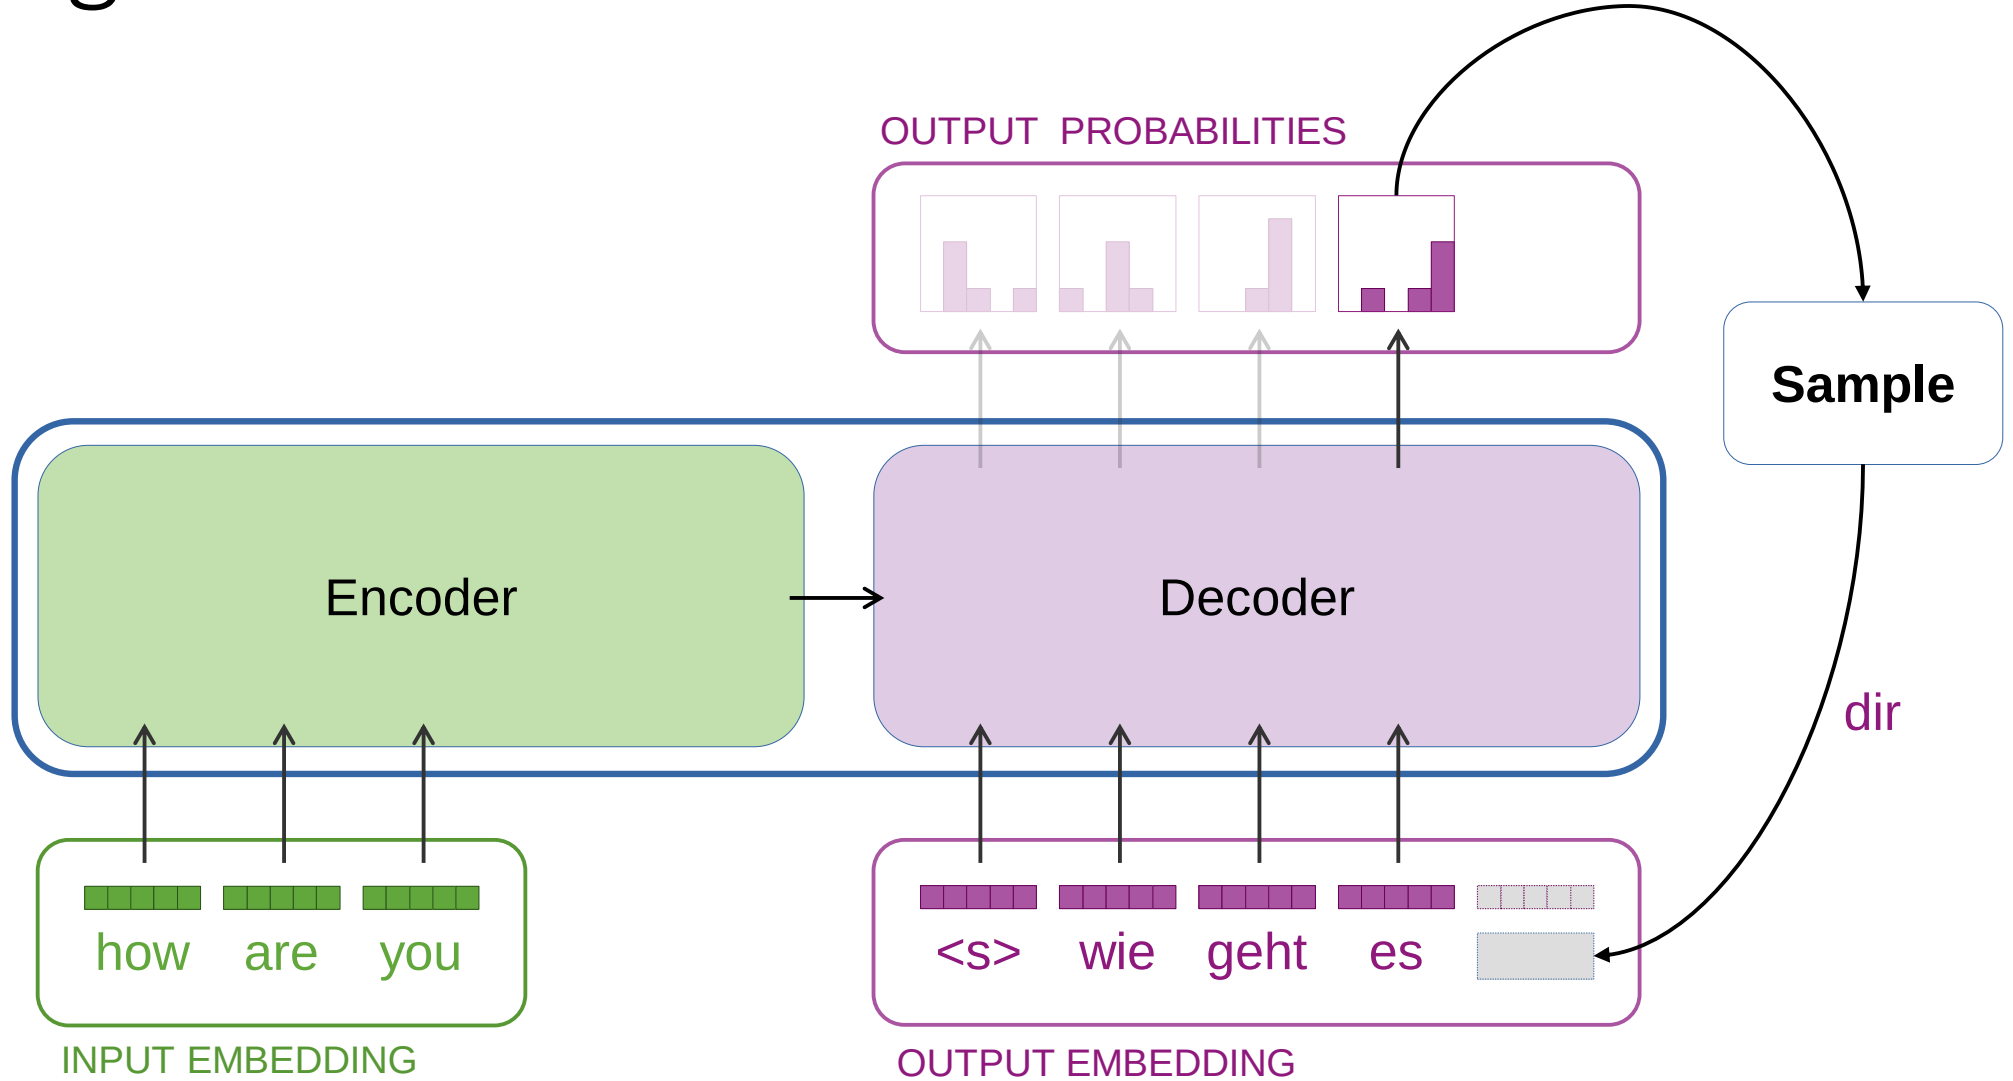 g
OUTPUT PROBABILITIES
Sample
Encoder
Decoder
dir
how are you
<s> wie geht es
INPUT EMBEDDING
OUTPUT EMBEDDING